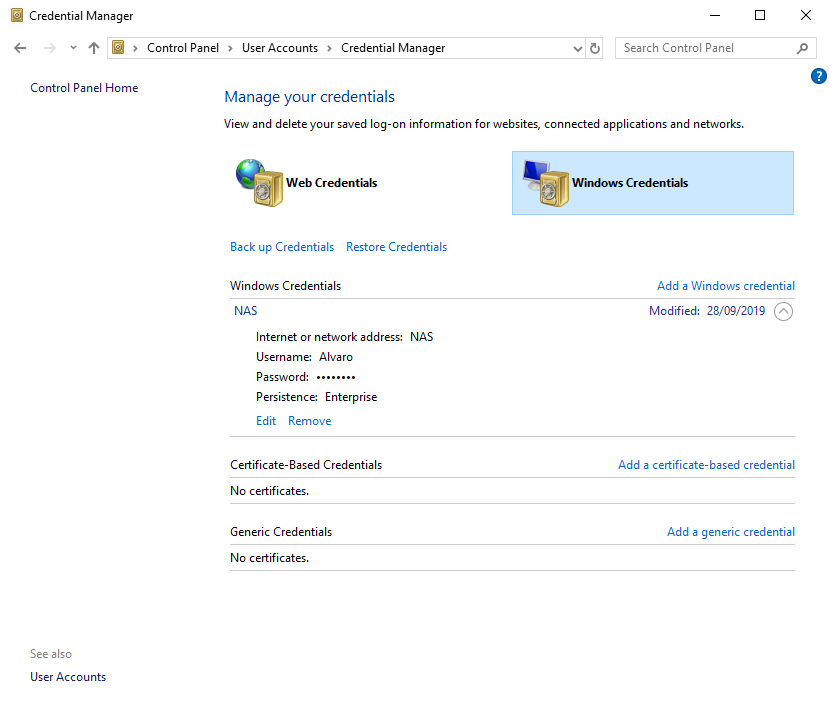 Credential Manager
Control Panel > User Accounts > Credential Manager
Search Control Panel
?
Control Panel Home
Manage your credentials
View and delete your saved log-on information for websites, connected applications and networks.
Web Credentials
Windows Credentials
Back up Credentials Restore Credentials
Windows Credentials Add a Windows credential
NAS Modified: 28/09/2019
Internet or network address: NAS
Username: Alvaro
Password: ••••••••
Persistence: Enterprise
Edit Remove
Certificate-Based Credentials Add a certificate-based credential
No certificates.
Generic Credentials Add a generic credential
No certificates.
See also
User Accounts